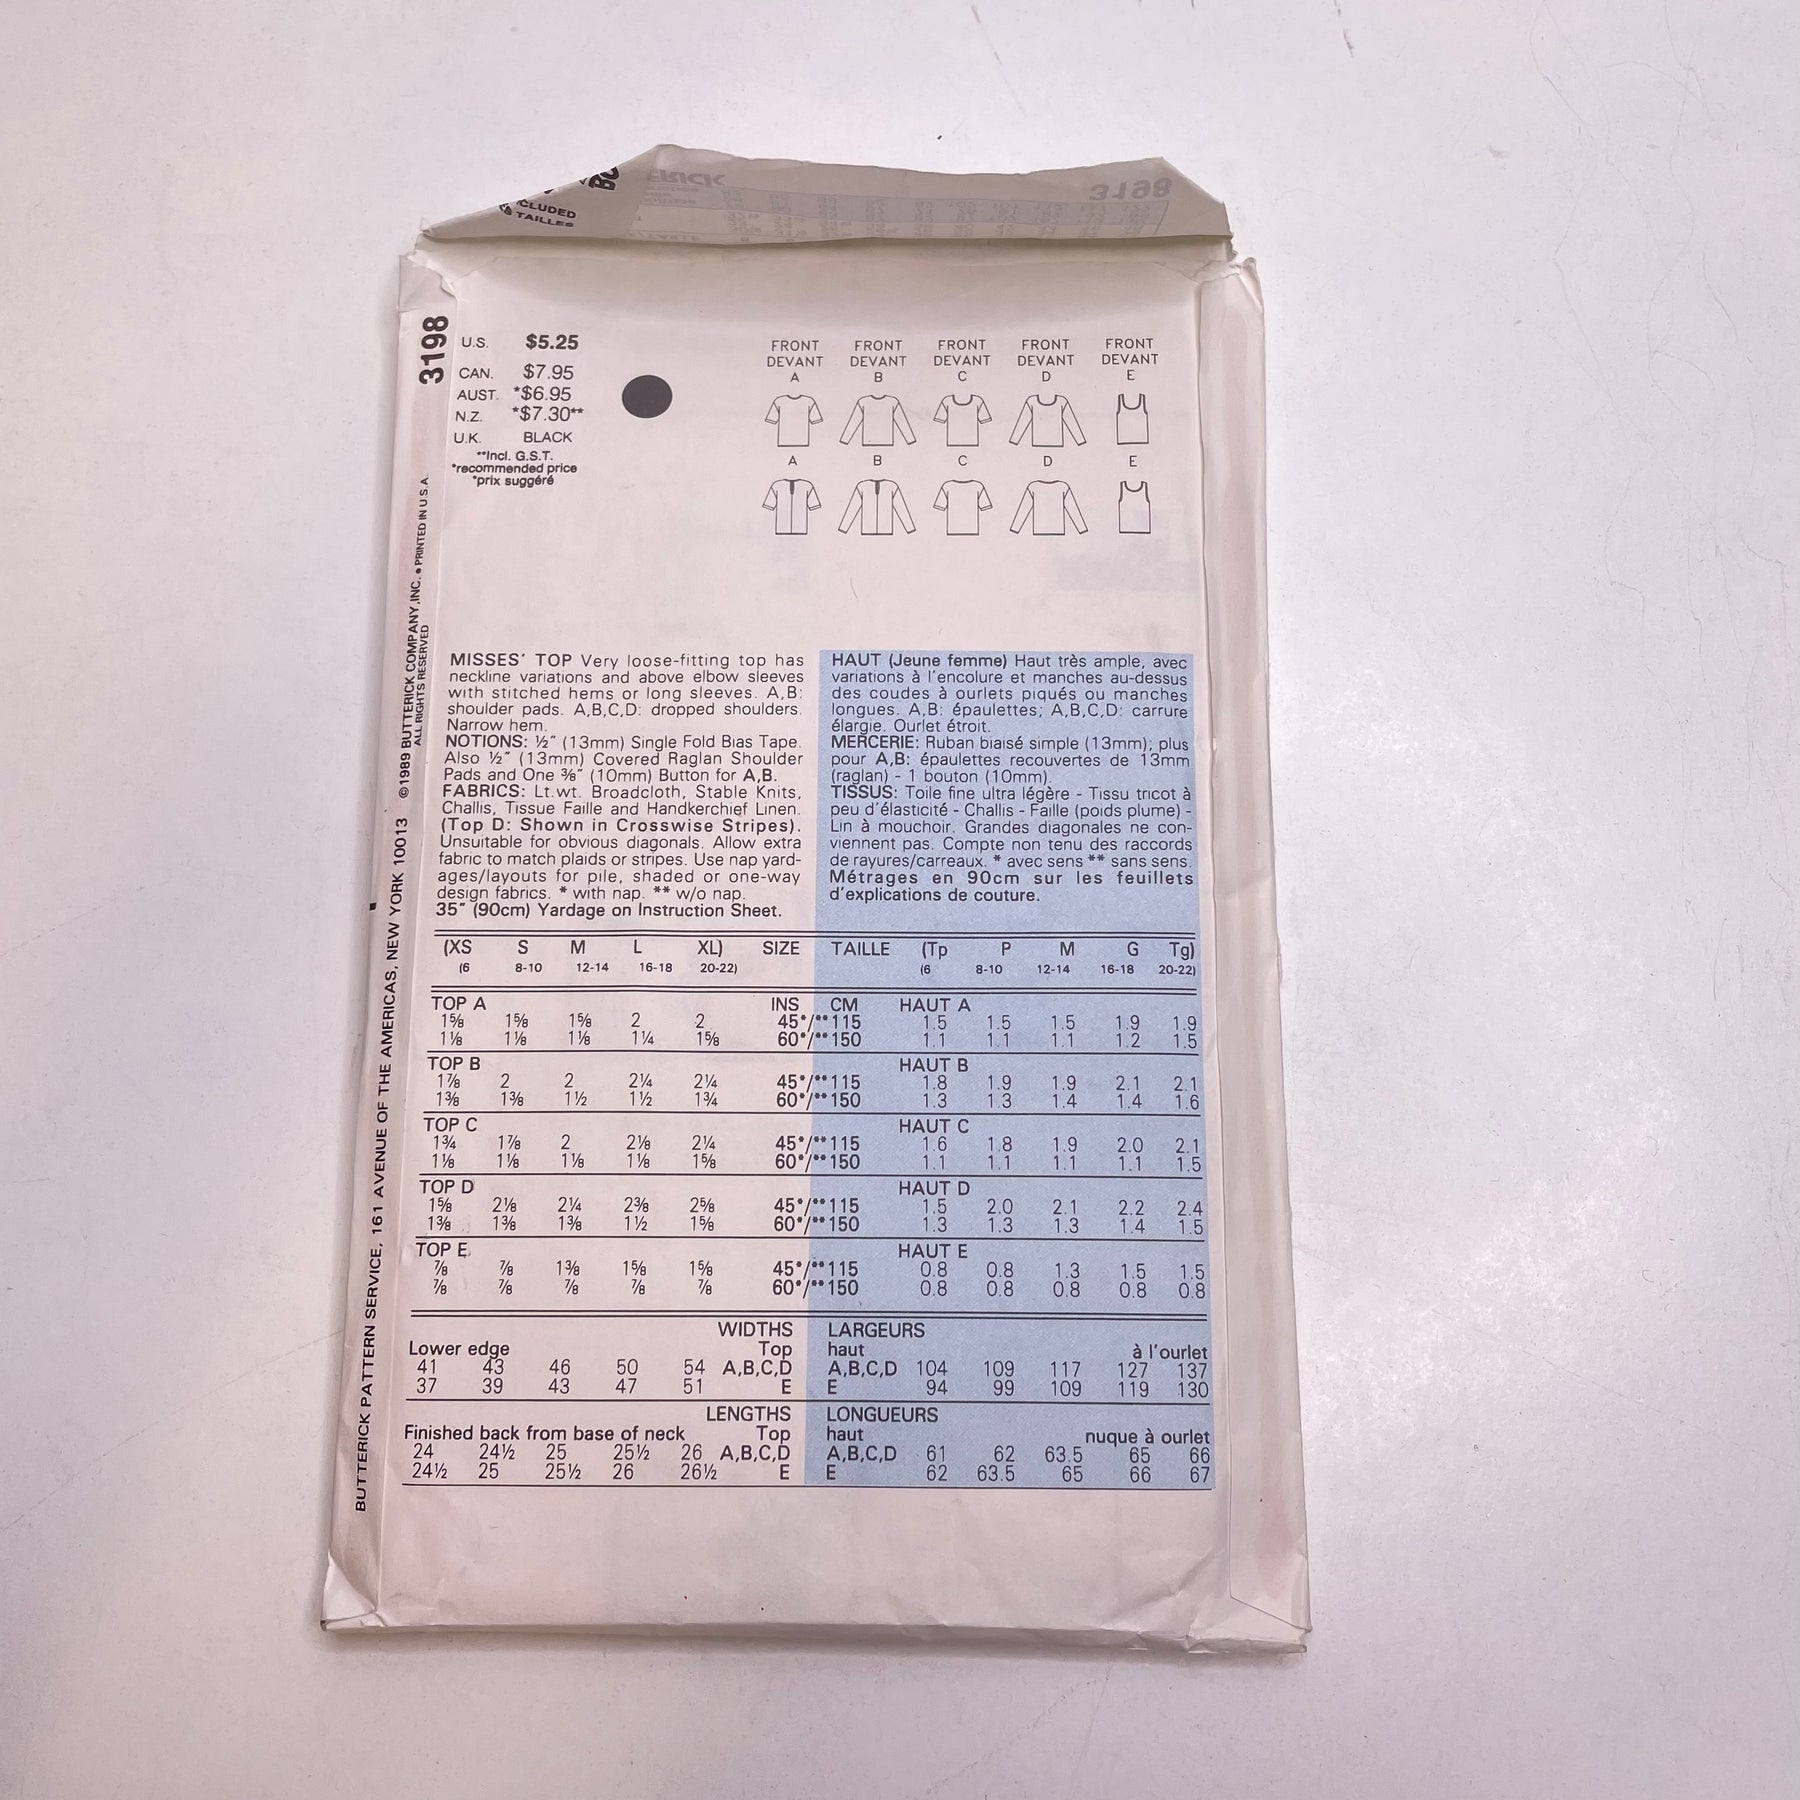 CLUDED
TAILLES
3198
3198
U.S. $5.25
CAN. $7.95
AUST. *$6.95
N.Z. *$7.30**
U.K. BLACK
**Incl. G.S.T.
*recommended price
*prix suggéré
FRONT FRONT FRONT FRONT FRONT
DEVANT DEVANT DEVANT DEVANT DEVANT
A B C D E
A B C D E
©1989 BUTTERICK COMPANY, INC. • PRINTED IN U.S.A.
ALL RIGHTS RESERVED
BUTTERICK PATTERN SERVICE, 161 AVENUE OF THE AMERICAS, NEW YORK 10013
MISSES' TOP Very loose-fitting top has
neckline variations and above elbow sleeves
with stitched hems or long sleeves. A,B:
shoulder pads. A,B,C,D: dropped shoulders.
Narrow hem.
NOTIONS: ½" (13mm) Single Fold Bias Tape.
Also ½" (13mm) Covered Raglan Shoulder
Pads and One ⅜" (10mm) Button for A,B.
FABRICS: Lt.wt. Broadcloth, Stable Knits,
Challis, Tissue Faille and Handkerchief Linen.
(Top D: Shown in Crosswise Stripes).
Unsuitable for obvious diagonals. Allow extra
fabric to match plaids or stripes. Use nap yard-
ages/layouts for pile, shaded or one-way
design fabrics. * with nap. ** w/o nap.
35" (90cm) Yardage on Instruction Sheet.
HAUT (Jeune femme) Haut très ample, avec
variations à l'encolure et manches au-dessus
des coudes à ourlets piqués ou manches
longues. A,B: épaulettes; A,B,C,D: carrure
élargie. Ourlet étroit.
MERCERIE: Ruban biaisé simple (13mm); plus
pour A,B: épaulettes recouvertes de 13mm
(raglan) - 1 bouton (10mm).
TISSUS: Toile fine ultra légère - Tissu tricot à
peu d'élasticité - Challis - Faille (poids plume) -
Lin à mouchoir. Grandes diagonales ne con-
viennent pas. Compte non tenu des raccords
de rayures/carreaux. * avec sens ** sans sens.
Métrages en 90cm sur les feuillets
d'explications de couture.
(XS S M L XL) SIZE TAILLE (Tp P M G Tg)
(6 8-10 12-14 16-18 20-22) (6 8-10 12-14 16-18 20-22)
TOP A INS CM HAUT A
1⅝ 1⅝ 1⅝ 2 2 45*/**115 1.5 1.5 1.5 1.9 1.9
1⅛ 1⅛ 1⅛ 1¼ 1⅝ 60*/**150 1.1 1.1 1.1 1.2 1.5
TOP B HAUT B
1⅞ 2 2 2¼ 2¼ 45*/**115 1.8 1.9 1.9 2.1 2.1
1⅜ 1⅜ 1½ 1½ 1¾ 60*/**150 1.3 1.3 1.4 1.4 1.6
TOP C HAUT C
1¾ 1⅞ 2 2⅛ 2¼ 45*/**115 1.6 1.8 1.9 2.0 2.1
1⅛ 1⅛ 1⅛ 1⅛ 1⅝ 60*/**150 1.1 1.1 1.1 1.1 1.5
TOP D HAUT D
1⅝ 2⅛ 2¼ 2⅜ 2⅝ 45*/**115 1.5 2.0 2.1 2.2 2.4
1⅜ 1⅜ 1⅜ 1½ 1⅝ 60*/**150 1.3 1.3 1.3 1.4 1.5
TOP E HAUT E
⅞ ⅞ 1⅜ 1⅝ 1⅝ 45*/**115 0.8 0.8 1.3 1.5 1.5
⅞ ⅞ ⅞ ⅞ ⅞ 60*/**150 0.8 0.8 0.8 0.8 0.8
WIDTHS LARGEURS
Lower edge Top haut à l'ourlet
41 43 46 50 54 A,B,C,D A,B,C,D 104 109 117 127 137
37 39 43 47 51 E E 94 99 109 119 130
LENGTHS LONGUEURS
Finished back from base of neck Top haut nuque à ourlet
24 24½ 25 25½ 26 A,B,C,D A,B,C,D 61 62 63.5 65 66
24½ 25 25½ 26 26½ E E 62 63.5 65 66 67